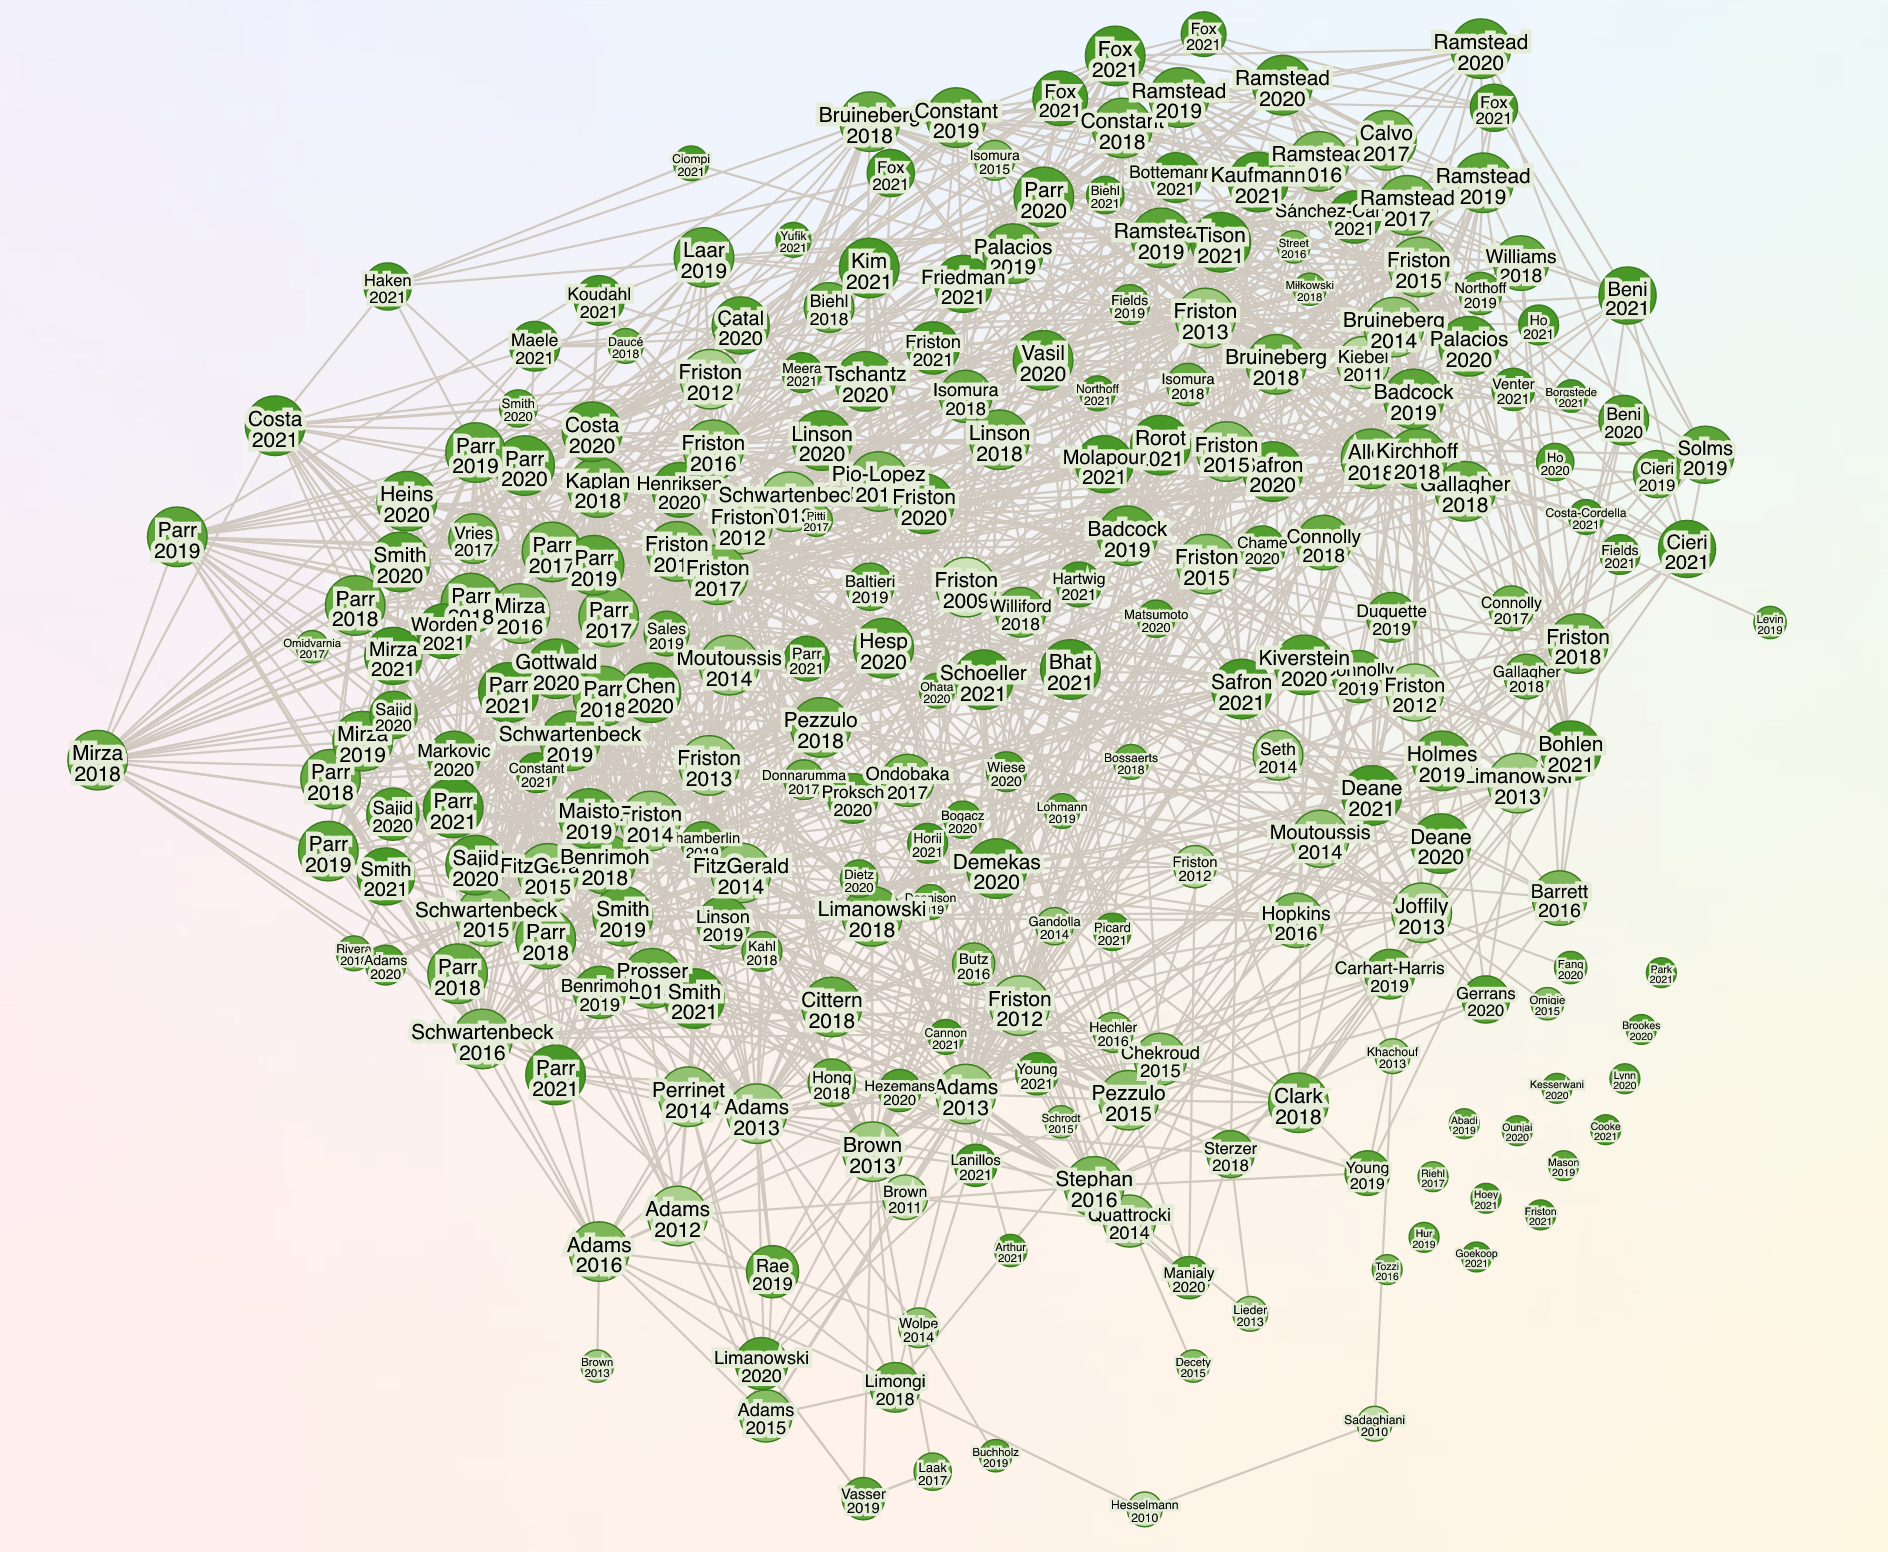 Fox
2021
Fox
2021
Ramstead
2020
Fox
2021
Ramstead
2019
Ramstead
2020
Fox
2021
Bruineberg
2018
Constant
2019
Constant
2018
Calvo
2017
Ciompi
2021
Fox
2021
Isomura
2015
Parr
2020
Biehl
2021
Bottemann
2021
Kaufmann
2021
Ramstead
2016
Ramstead
2019
Ramstead
2017
2021
Yufik
2021
Laar
2019
Kim
2021
Palacios
2019
Friedman
2021
Ramstead
2019
Tison
2021
Street
2016
Friston
2015
Williams
2018
Northoff
2019
Miłkowski
2018
Beni
2021
Haken
2021
Koudahl
2021
Biehl
2018
Catal
2020
Fields
2019
Friston
2013
Bruineberg
2014
Palacios
2020
Ho
2021
Maele
2021
Daucé
2018
Friston
2012
Meera
2021
Tschantz
2020
Friston
2021
Vasil
2020
Bruineberg
2018
Kiebel
2011
Isomura
2018
Isomura
2018
Northoff
2021
Badcock
2019
Venter
2021
Borgstede
2021
Beni
2020
Smith
2020
Costa
2021
Costa
2020
Friston
2016
Linson
2020
Linson
2018
Rorot
2021
Molapour
2021
Friston
2015
Safron
2020
2018
Kirchhoff
2018
Gallagher
2018
Ho
2020
Cieri
2019
Solms
2019
Parr
2019
Parr
2020
Kaplan
2018
Henriksen
2020
Schwartenbeck
Pio-Lopez
Friston
2020
Friston
2012
Pitti
2017
Heins
2020
Costa-Cordella
2021
Fields
2021
Cieri
2021
Parr
2019
Vries
2017
Smith
2020
Parr
2017
Parr
2019
Friston
Friston
2017
Badcock
2019
Friston
2015
Chame
2020
Connolly
2018
Baltieri
2019
Friston
2009
Williford
2018
Hartwig
2021
Matsumoto
2020
Duquette
2019
Connolly
2017
Levin
2019
Friston
2018
Parr
2018
Parr
2018
Worden
2021
Mirza
2016
Parr
2017
Sales
2019
Omidvarnia
2017
Mirza
2021
Gottwald
2020
Parr
2021
Parr
2018
Chen
2020
Moutoussis
2014
Parr
2021
Hesp
2020
Ohata
2020
Schoeller
2021
Bhat
2021
Safron
2021
Kiverstein
2020
Connolly
2019
Friston
2012
Gallagher
2018
Sajid
2020
Mirza
2019
Schwartenbeck
2019
Pezzulo
2018
Mirza
2018
Parr
2018
Markovic
2020
Constant
2021
Friston
2013
Donnarumma
2017
Proksch
2020
Ondobaka
2017
Wiese
2020
Bossaerts
2018
Seth
2014
Holmes
2019
Limanowski
2013
Bohlen
2021
Deane
2021
Sajid
2020
Parr
2021
Maisto
2019
Friston
2014
Chamberlin
2019
Bogacz
2020
Lohmann
2019
Horii
2021
Moutoussis
2014
Deane
2020
Parr
2019
Smith
2021
Sajid
2020
FitzGerald
2015
Benrimoh
2018
FitzGerald
2014
Dietz
2020
Demekas
2020
Friston
2012
Barrett
2016
Schwartenbeck
2015
Parr
2018
Smith
2019
Linson
2019
Limanowski
2018
Gandolla
2014
Picard
2021
Hopkins
2016
Joffily
2013
Rivera
Adams
2020
Kahl
2018
Parr
2018
Benrimoh
2019
Prosser
Smith
2021
Butz
2016
Carhart-Harris
2019
Gerrans
2020
Fang
2020
Park
2021
Omigie
2015
Cittern
2018
Friston
2012
Brookes
2020
Schwartenbeck
2016
Cannon
2021
Hechler
2016
Chekroud
2015
Khachouf
2013
Parr
2021
Perrinet
2014
Adams
2013
Hong
2018
Hezemans
2020
Adams
2013
Young
2021
Schrodt
2015
Pezzulo
2015
Clark
2018
Kesserwani
2020
Lynn
2020
Abadi
2019
Ounjai
2020
Cooke
2021
Brown
2013
Lanillos
2021
Sterzer
2018
Young
2019
Mason
2019
Riehl
2017
Stephan
2016
Quattrocki
2014
Brown
2011
Hoey
2021
Friston
2021
Adams
2012
Adams
2016
Arthur
2021
Hur
2019
Goekoop
2021
Rae
2019
Manjaly
2020
Tozzi
2016
Lieder
2013
Wolpe
2014
Brown
2013
Limanowski
2020
Limongi
2018
Decety
2015
Adams
2015
Sadaghiani
2010
Buchholz
2019
Laak
2017
Vasser
2019
Hesselmann
2010